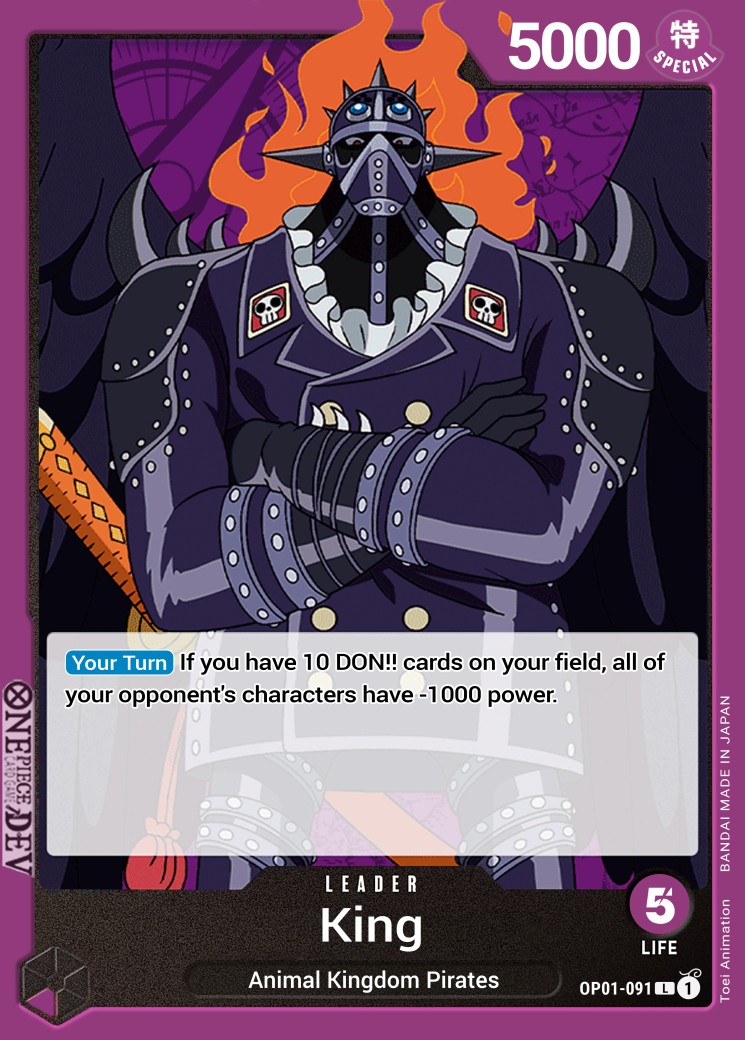 5000
特
SPECIAL
Your Turn If you have 10 DON!! cards on your field, all of
your opponent's characters have -1000 power.
ONE PIECE
CARD GAME
DEV
BANDAI MADE IN JAPAN
Toei Animation
LEADER
King
Animal Kingdom Pirates
5
LIFE
OP01-091 L 1